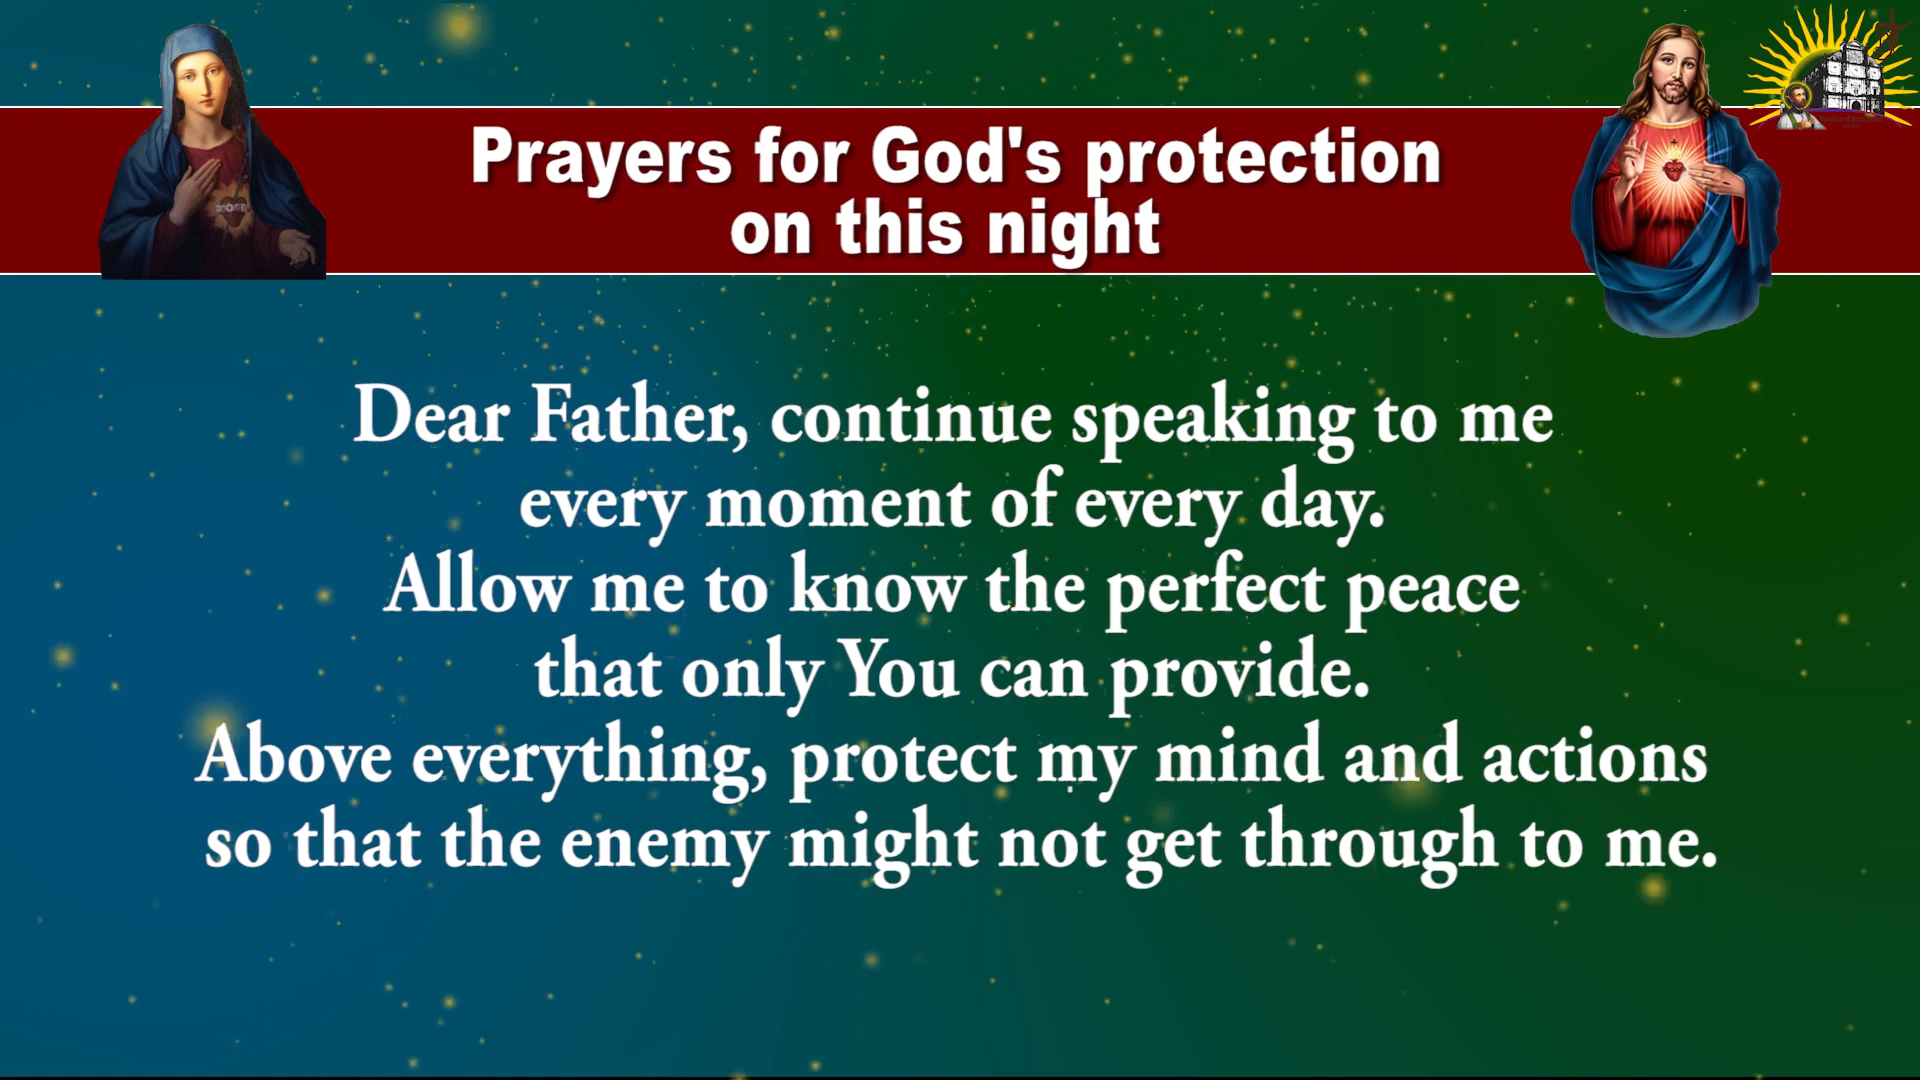 Prayers for God's protection
on this night
Dear Father, continue speaking to me
every moment of every day.
Allow me to know the perfect peace
that only You can provide.
Above everything, protect my mind and actions
so that the enemy might not get through to me.